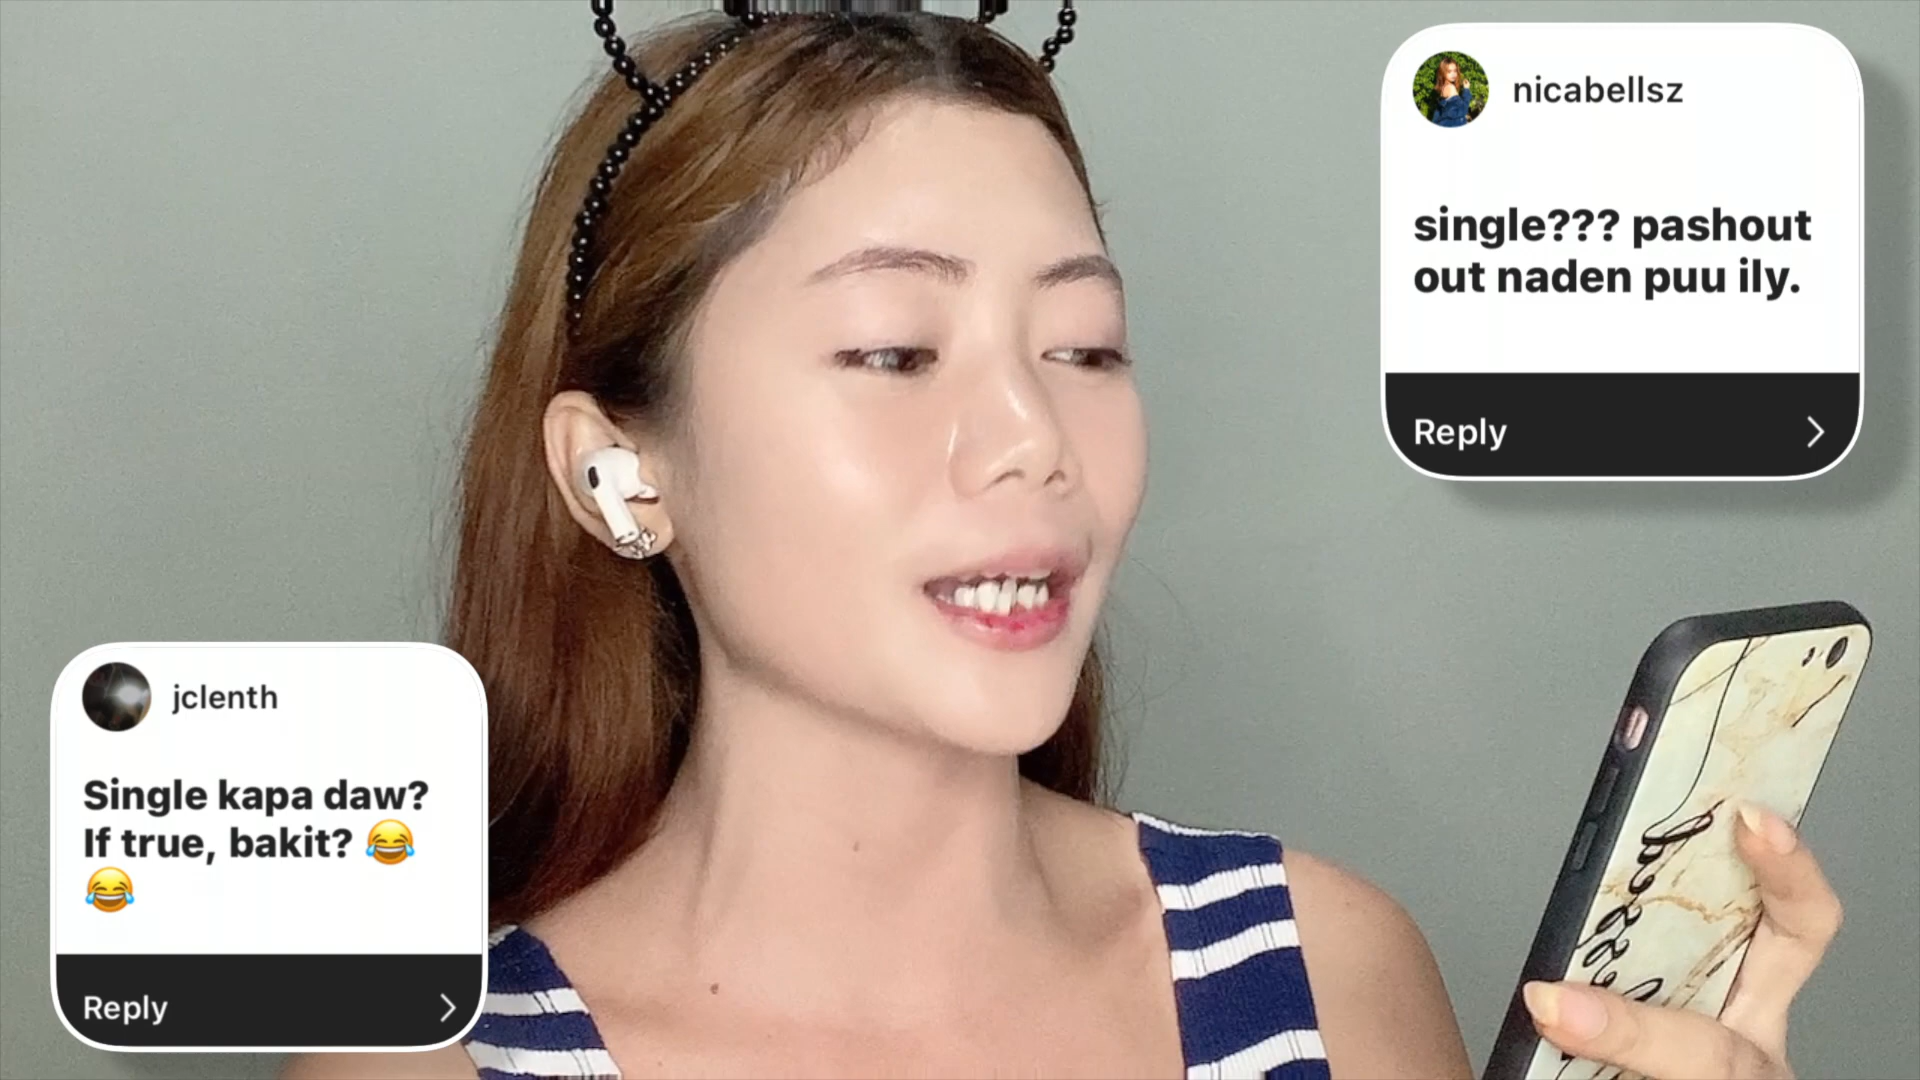 nicabellsz
single??? pashout
out naden puu ily.
Reply
jclenth
Single kapa daw?
If true, bakit? 😂
😂
Reply